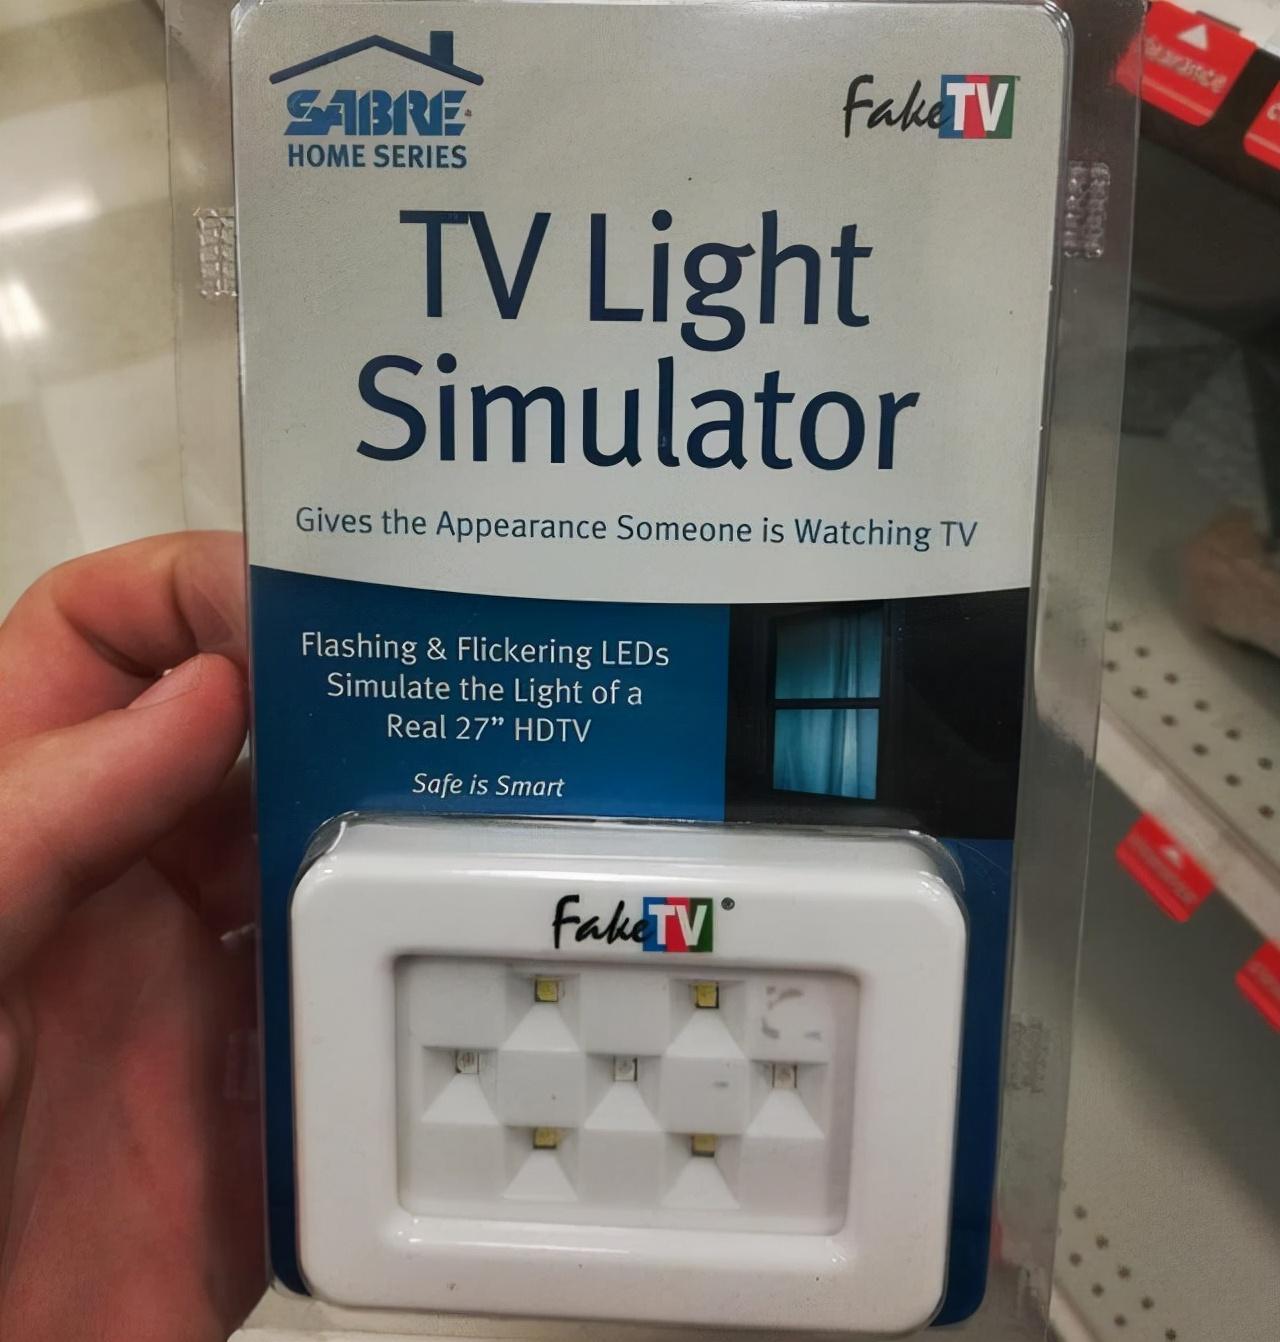 SABRE
HOME SERIES
FakeTV
TV Light
Simulator
Gives the Appearance Someone is Watching TV
Flashing & Flickering LEDs
Simulate the Light of a
Real 27” HDTV
Safe is Smart
FakeTV®
clearance